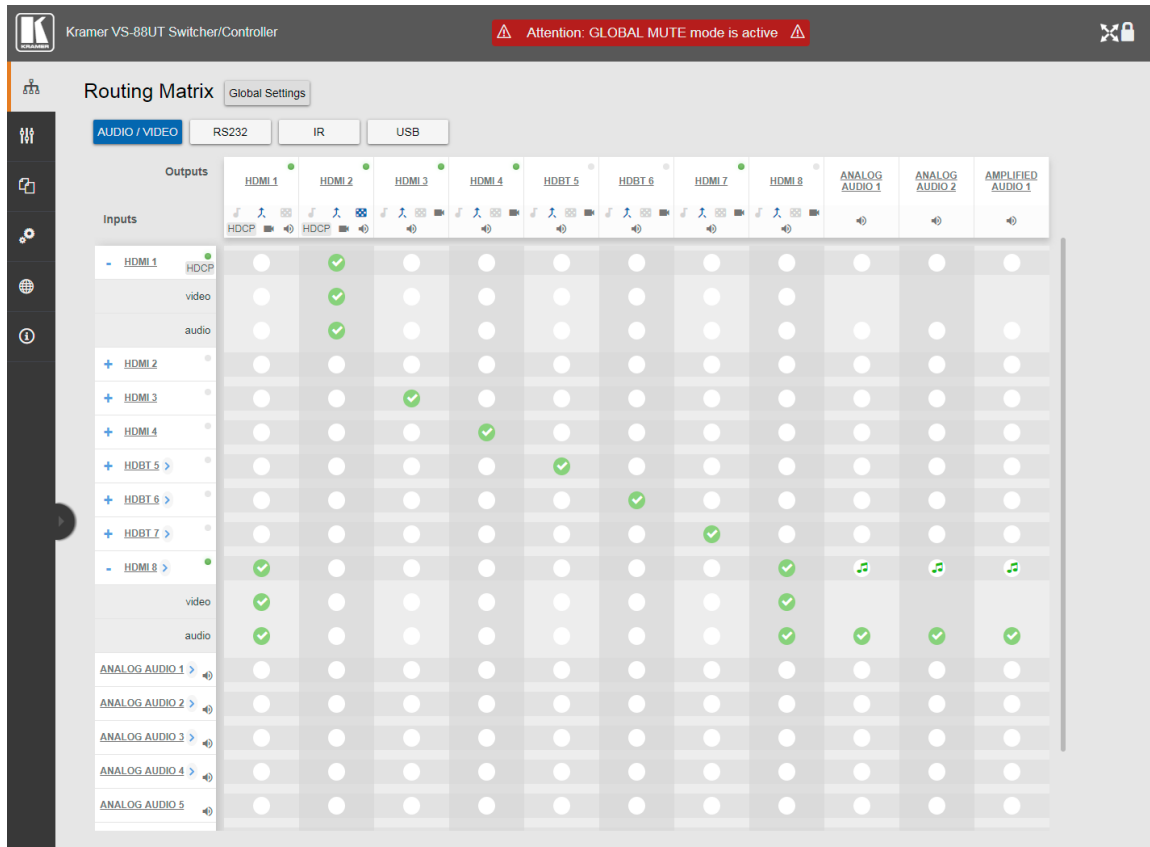 KRAMER
Kramer VS-88UT Switcher/Controller
Attention: GLOBAL MUTE mode is active
Routing Matrix
Global Settings
AUDIO / VIDEO
RS232
IR
USB
Outputs
HDMI 1
HDMI 2
HDMI 3
HDMI 4
HDBT 5
HDBT 6
HDMI 7
HDMI 8
ANALOG
AUDIO 1
ANALOG
AUDIO 2
AMPLIFIED
AUDIO 1
Inputs
HDCP
HDCP
- HDMI 1
HDCP
video
audio
+ HDMI 2
+ HDMI 3
+ HDMI 4
+ HDBT 5 >
+ HDBT 6 >
+ HDBT 7 >
- HDMI 8 >
video
audio
ANALOG AUDIO 1 >
ANALOG AUDIO 2 >
ANALOG AUDIO 3 >
ANALOG AUDIO 4 >
ANALOG AUDIO 5